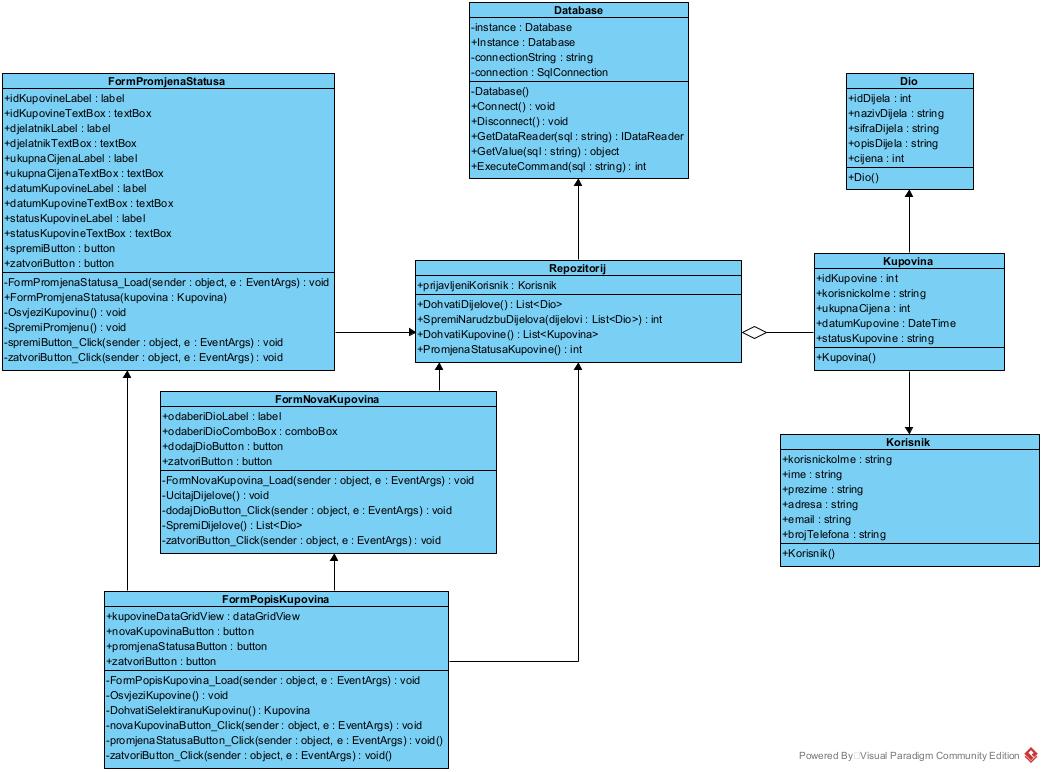 Database
-instance : Database
+Instance : Database
-connectionString : string
-connection : SqlConnection
-Database()
+Connect() : void
+Disconnect() : void
+GetDataReader(sql : string) : IDataReader
+GetValue(sql : string) : object
+ExecuteCommand(sql : string) : int
FormPromjenaStatusa
+idKupovineLabel : label
+idKupovineTextBox : textBox
+djelatnikLabel : label
+djelatnikTextBox : textBox
+ukupnaCijenaLabel : label
+ukupnaCijenaTextBox : textBox
+datumKupovineLabel : label
+datumKupovineTextBox : textBox
+statusKupovineLabel : label
+statusKupovineTextBox : textBox
+spremiButton : button
+zatvoriButton : button
-FormPromjenaStatusa_Load(sender : object, e : EventArgs) : void
+FormPromjenaStatusa(kupovina : Kupovina)
-OsvjeziKupovinu() : void
-SpremiPromjenu() : void
-spremiButton_Click(sender : object, e : EventArgs) : void
-zatvoriButton_Click(sender : object, e : EventArgs) : void
Dio
+idDijela : int
+nazivDijela : string
+sifraDijela : string
+opisDijela : string
+cijena : int
+Dio()
Repozitorij
+prijavljeniKorisnik : Korisnik
+DohvatiDijelove() : List<Dio>
+SpremiNarudzbuDijelova(dijelovi : List<Dio>) : int
+DohvatiKupovine() : List<Kupovina>
+PromjenaStatusaKupovine() : int
Kupovina
+idKupovine : int
+korisnickoIme : string
+ukupnaCijena : int
+datumKupovine : DateTime
+statusKupovine : string
+Kupovina()
FormNovaKupovina
+odaberiDioLabel : label
+odaberiDioComboBox : comboBox
+dodajDioButton : button
+zatvoriButton : button
-FormNovaKupovina_Load(sender : object, e : EventArgs) : void
-UcitajDijelove() : void
-dodajDioButton_Click(sender : object, e : EventArgs) : void
-SpremiDijelove() : List<Dio>
-zatvoriButton_Click(sender : object, e : EventArgs) : void
Korisnik
+korisnickoIme : string
+ime : string
+prezime : string
+adresa : string
+email : string
+brojTelefona : string
+Korisnik()
FormPopisKupovina
+kupovineDataGridView : dataGridView
+novaKupovinaButton : button
+promjenaStatusaButton : button
+zatvoriButton : button
-FormPopisKupovina_Load(sender : object, e : EventArgs) : void
-OsvjeziKupovine() : void
-DohvatiSelektiranuKupovinu() : Kupovina
-novaKupovinaButton_Click(sender : object, e : EventArgs) : void
-promjenaStatusaButton_Click(sender : object, e : EventArgs) : void()
-zatvoriButton_Click(sender : object, e : EventArgs) : void()
Powered By Visual Paradigm Community Edition